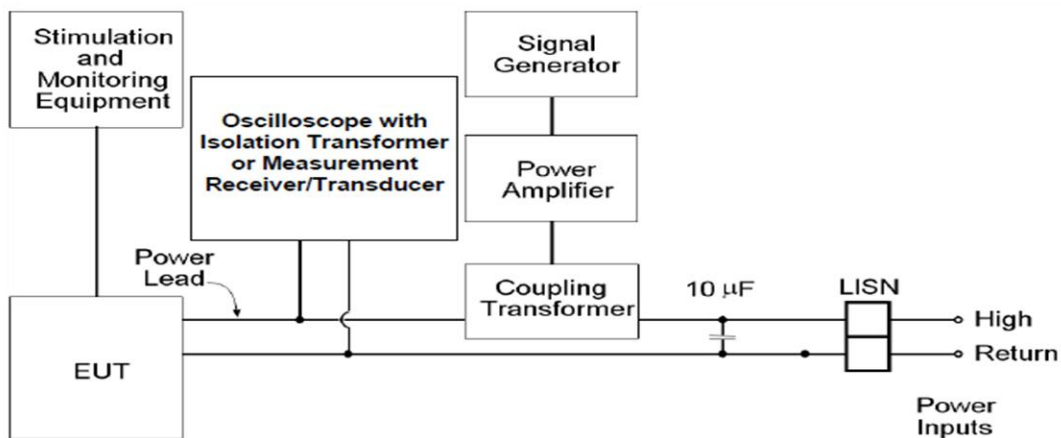 Stimulation
and
Monitoring
Equipment
Oscilloscope with
Isolation Transformer
or Measurement
Receiver/Transducer
Signal
Generator
Power
Amplifier
Power
Lead
Coupling
Transformer
10 μF
LISN
High
Return
EUT
Power
Inputs